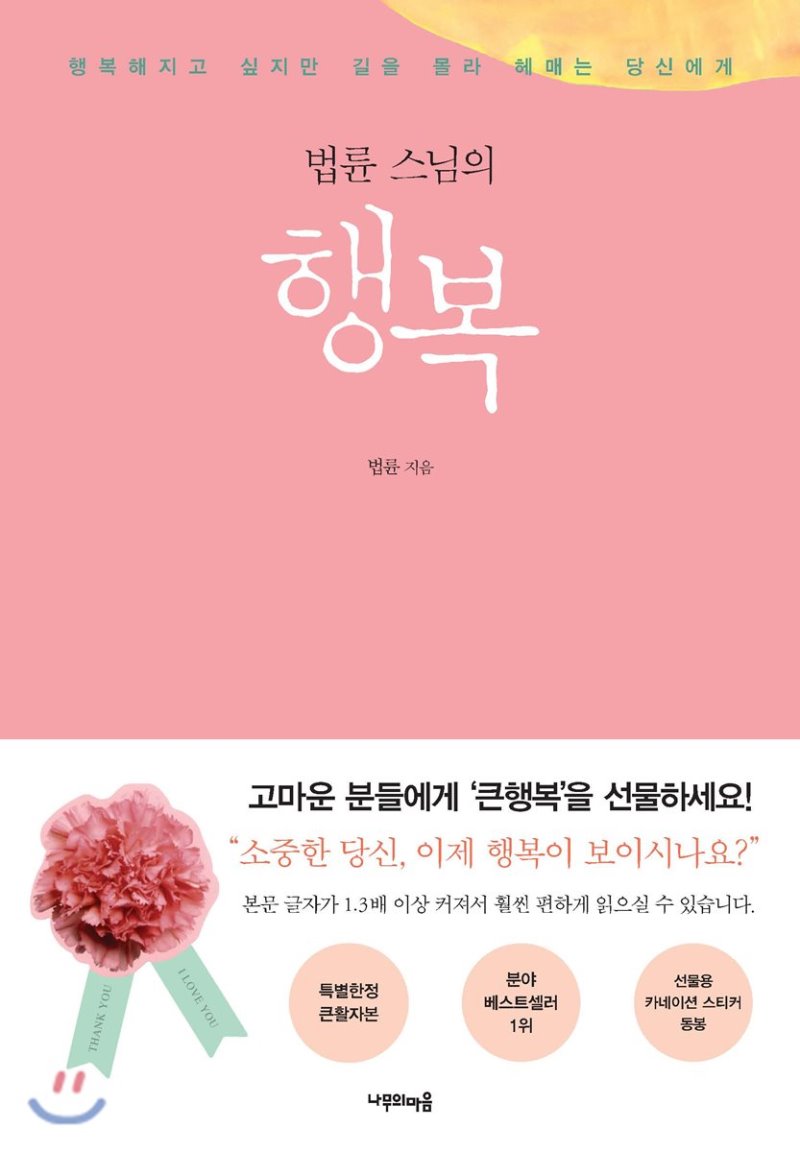 행복해지고 싶지만 길을 몰라 헤매는 당신에게
법륜 스님의
행복
법륜 지음
고마운 분들에게 ‘큰행복’을 선물하세요!
“소중한 당신, 이제 행복이 보이시나요?”
본문 글자가 1.3배 이상 커져서 훨씬 편하게 읽으실 수 있습니다.
THANK YOU
I LOVE YOU
특별한정
큰활자본
분야
베스트셀러
1위
선물용
카네이션 스티커
동봉
나무의마음